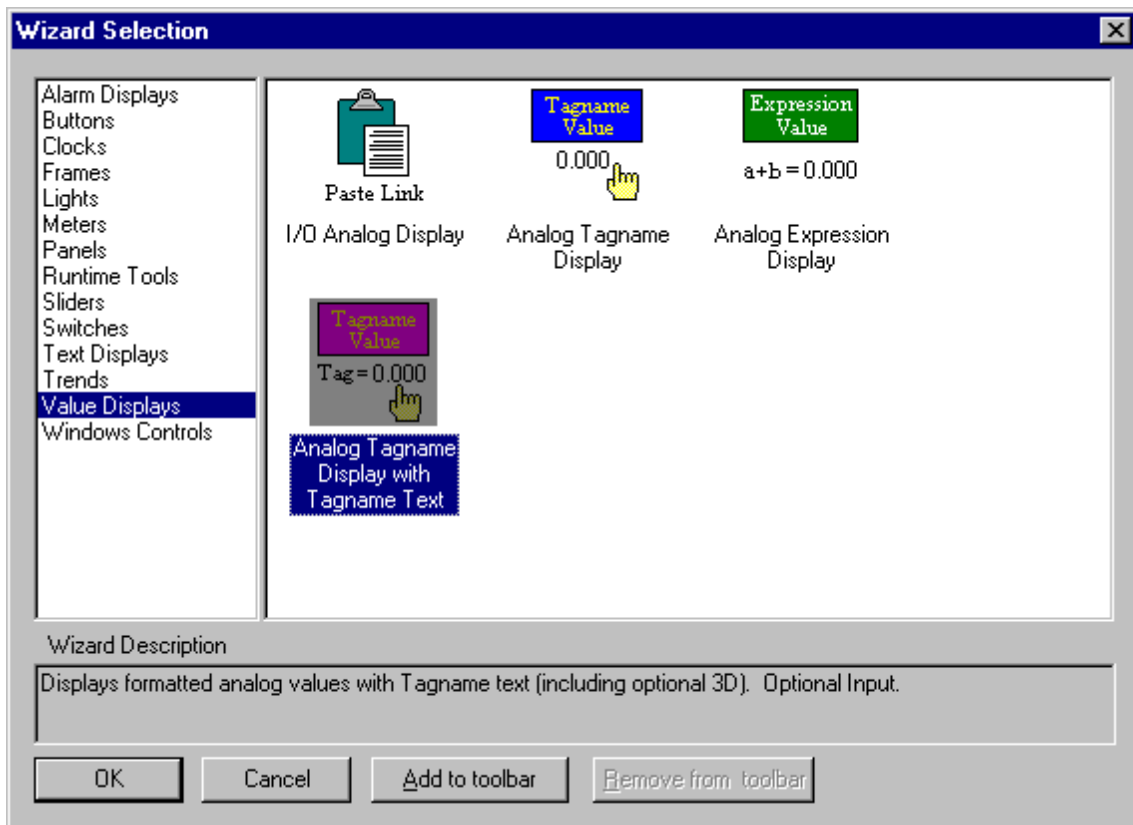 Wizard Selection
Alarm Displays
Buttons
Clocks
Frames
Lights
Meters
Panels
Runtime Tools
Sliders
Switches
Text Displays
Trends
Value Displays
Windows Controls
Paste Link
I/O Analog Display
Tagname
Value
0.000
Analog Tagname
Display
Expression
Value
a+b = 0.000
Analog Expression
Display
Tagname
Value
Tag = 0.000
Analog Tagname
Display with
Tagname Text
Wizard Description
Displays formatted analog values with Tagname text (including optional 3D).  Optional Input.
OK
Cancel
Add to toolbar
Remove from  toolbar